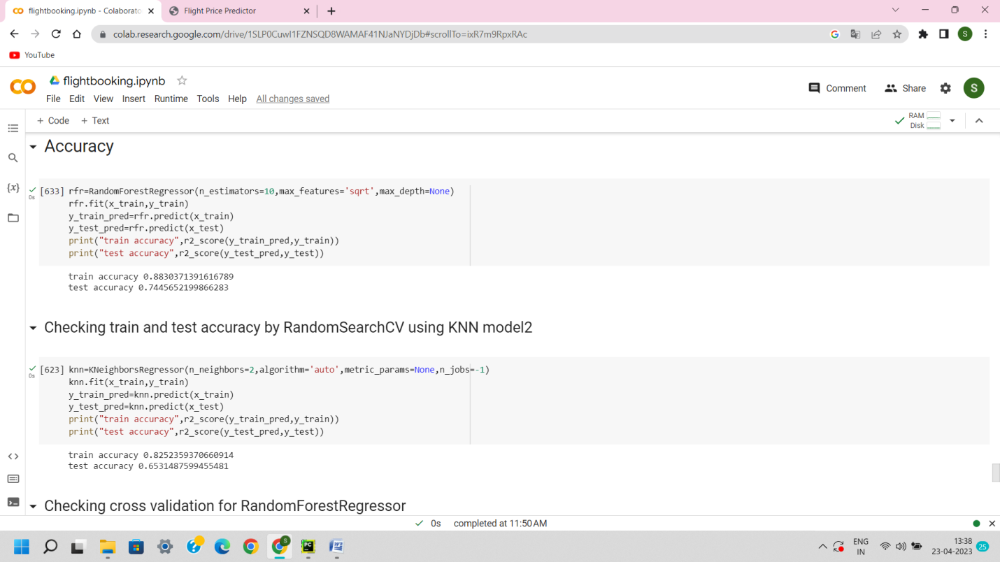 flightbooking.ipynb - Colaborato
Flight Price Predictor
colab.research.google.com/drive/1SLP0CuwI1FZNSQD8WAMAF41NJaNYDjDb#scrollTo=ixR7m9RpxRAc
S
YouTube
flightbooking.ipynb
File Edit View Insert Runtime Tools Help All changes saved
Comment Share S
+ Code + Text
RAM
Disk
Accuracy
[633] rfr=RandomForestRegressor(n_estimators=10,max_features='sqrt',max_depth=None)
0s
rfr.fit(x_train,y_train)
y_train_pred=rfr.predict(x_train)
y_test_pred=rfr.predict(x_test)
print("train accuracy",r2_score(y_train_pred,y_train))
print("test accuracy",r2_score(y_test_pred,y_test))
train accuracy 0.8830371391616789
test accuracy 0.7445652199866283
Checking train and test accuracy by RandomSearchCV using KNN model2
[623] knn=KNeighborsRegressor(n_neighbors=2,algorithm='auto',metric_params=None,n_jobs=-1)
0s
knn.fit(x_train,y_train)
y_train_pred=knn.predict(x_train)
y_test_pred=knn.predict(x_test)
print("train accuracy",r2_score(y_train_pred,y_train))
print("test accuracy",r2_score(y_test_pred,y_test))
train accuracy 0.8252359370660914
test accuracy 0.6531487599455481
Checking cross validation for RandomForestRegressor
0s completed at 11:50 AM
ENG
IN
13:38
23-04-2023
25